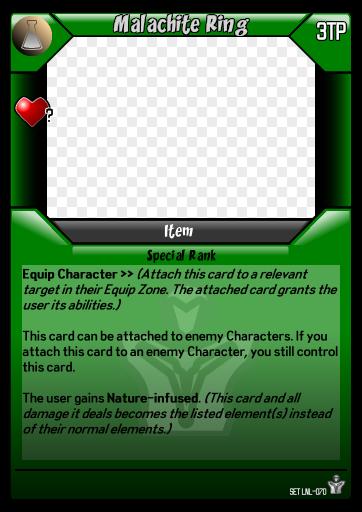 Malachite Ring
3TP
?
Item
Special Rank
Equip Character >> (Attach this card to a relevant
target in their Equip Zone. The attached card grants the
user its abilities.)
This card can be attached to enemy Characters. If you
attach this card to an enemy Character, you still control
this card.
The user gains Nature-infused. (This card and all
damage it deals becomes the listed element(s) instead
of their normal elements.)
SET LNL-070